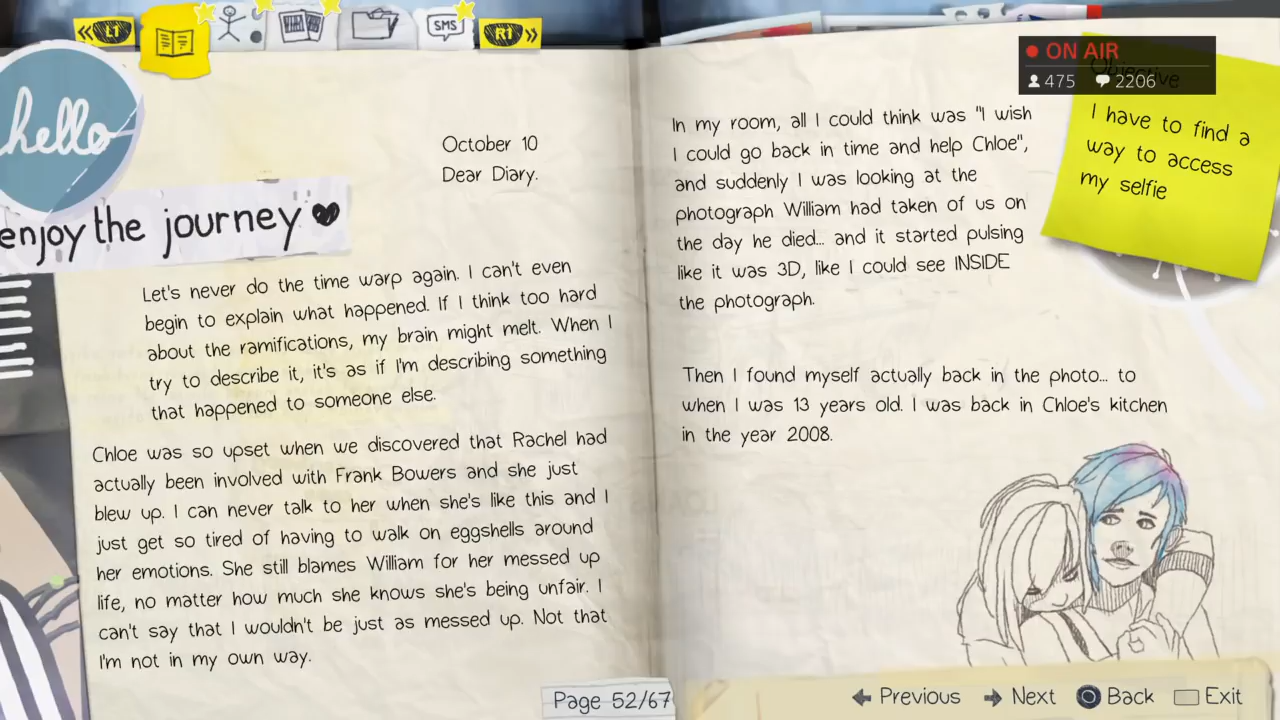 LT
SMS
R1
hello
enjoy the journey
October 10
Dear Diary.
Let's never do the time warp again. I can't even
begin to explain what happened. If I think too hard
about the ramifications, my brain might melt. When I
try to describe it, it's as if I'm describing something
that happened to someone else.
Chloe was so upset when we discovered that Rachel had
actually been involved with Frank Bowers and she just
blew up. I can never talk to her when she's like this and I
just get so tired of having to walk on eggshells around
her emotions. She still blames William for her messed up
life, no matter how much she knows she's being unfair. I
can't say that I wouldn't be just as messed up. Not that
I'm not in my own way.
In my room, all I could think was "I wish
I could go back in time and help Chloe",
and suddenly I was looking at the
photograph William had taken of us on
the day he died... and it started pulsing
like it was 3D, like I could see INSIDE
the photograph.
Then I found myself actually back in the photo... to
when I was 13 years old. I was back in Chloe's kitchen
in the year 2008.
ON AIR
475 2206
Objective
I have to find a
way to access
my selfie
Page 52/67
Previous Next Back Exit